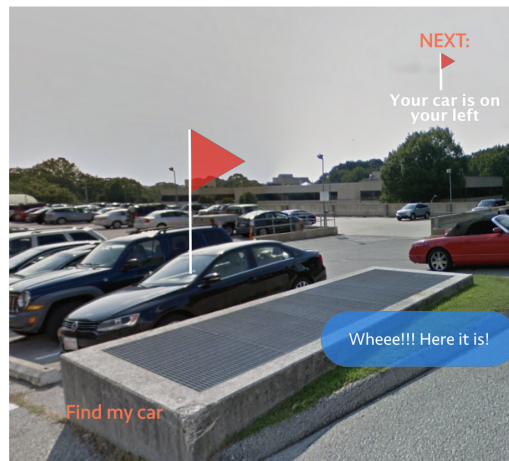 NEXT:
Your car is on
your left
Wheee!!! Here it is!
Find my car